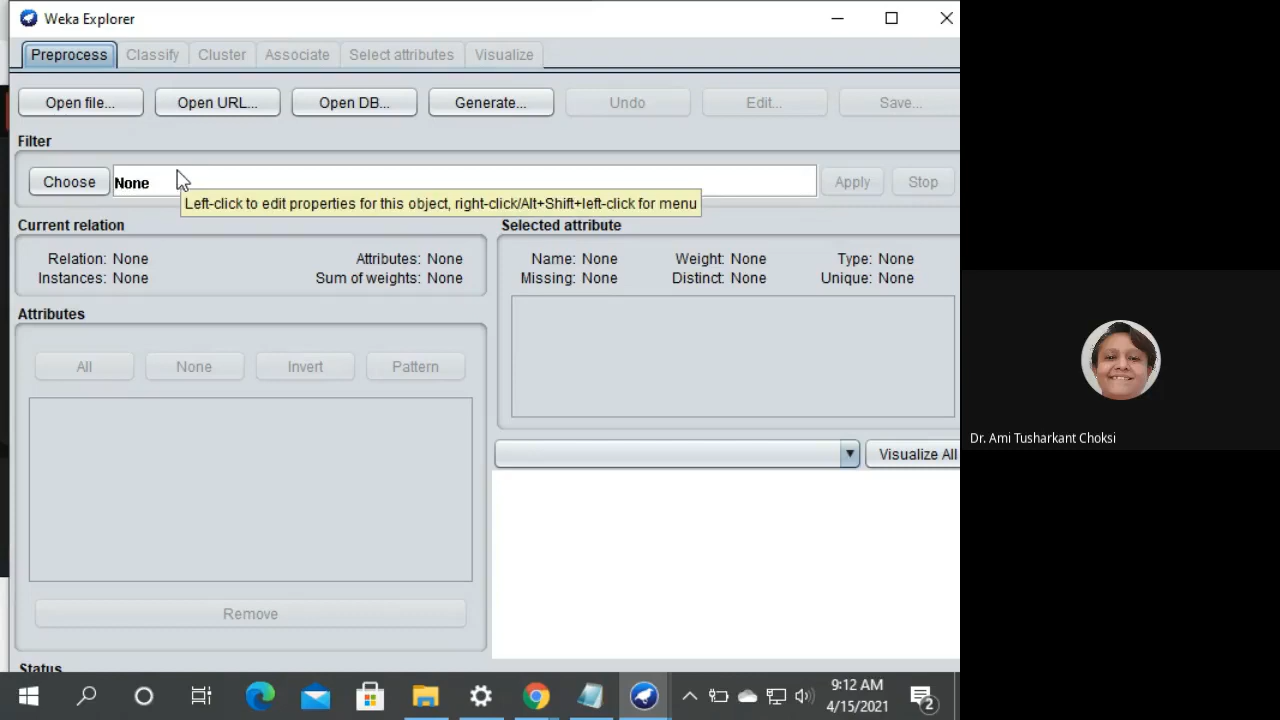 Weka Explorer
Preprocess Classify Cluster Associate Select attributes Visualize
Open file... Open URL... Open DB... Generate... Undo Edit... Save...
Filter
Choose None Apply Stop
Left-click to edit properties for this object, right-click/Alt+Shift+left-click for menu
Current relation
Relation: None Attributes: None
Instances: None Sum of weights: None
Selected attribute
Name: None Weight: None Type: None
Missing: None Distinct: None Unique: None
Attributes
All None Invert Pattern
Visualize All
Remove
Status
Dr. Ami Tusharkant Choksi
9:12 AM
4/15/2021
2